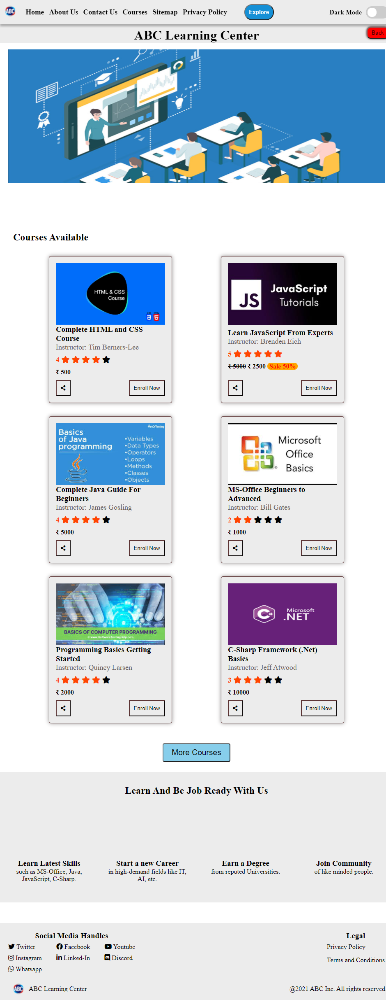 ABC Home About Us Contact Us Courses Sitemap Privacy Policy Explore Dark Mode
ABC Learning Center
Back
Courses Available
HTML & CSS
Course
JS JavaScript
Tutorials
Complete HTML and CSS
Course
Instructor: Tim Berners-Lee
4
₹ 500
Enroll Now
Learn JavaScript From Experts
Instructor: Brenden Eich
5
₹ 5000 ₹ 2500 Sale 50%
Enroll Now
ArtOfTesting
Basics
of Java
programming
•Variables
•Data Types
•Operators
•Loops
•Methods
•Classes
•Objects
Complete Java Guide For
Beginners
Instructor: James Gosling
4
₹ 5000
Enroll Now
Microsoft
Office
Basics
MS-Office Beginners to
Advanced
Instructor: Bill Gates
2
₹ 1000
Enroll Now
BASICS OF COMPUTER PROGRAMMING
© www.SoftwareTestingHelp.com
Programming Basics Getting
Started
Instructor: Quincy Larsen
4
₹ 2000
Enroll Now
C#
Microsoft
.NET
C-Sharp Framework (.Net)
Basics
Instructor: Jeff Atwood
3
₹ 10000
Enroll Now
More Courses
Learn And Be Job Ready With Us
Learn Latest Skills
such as MS-Office, Java,
JavaScript, C-Sharp.
Start a new Career
in high-demand fields like IT,
AI, etc.
Earn a Degree
from reputed Universities.
Join Community
of like minded people.
Social Media Handles
Twitter Facebook Youtube
Instagram Linked-In Discord
Whatsapp
Legal
Privacy Policy
Terms and Conditions
ABC ABC Learning Center
@2021 ABC Inc. All rights reserved.